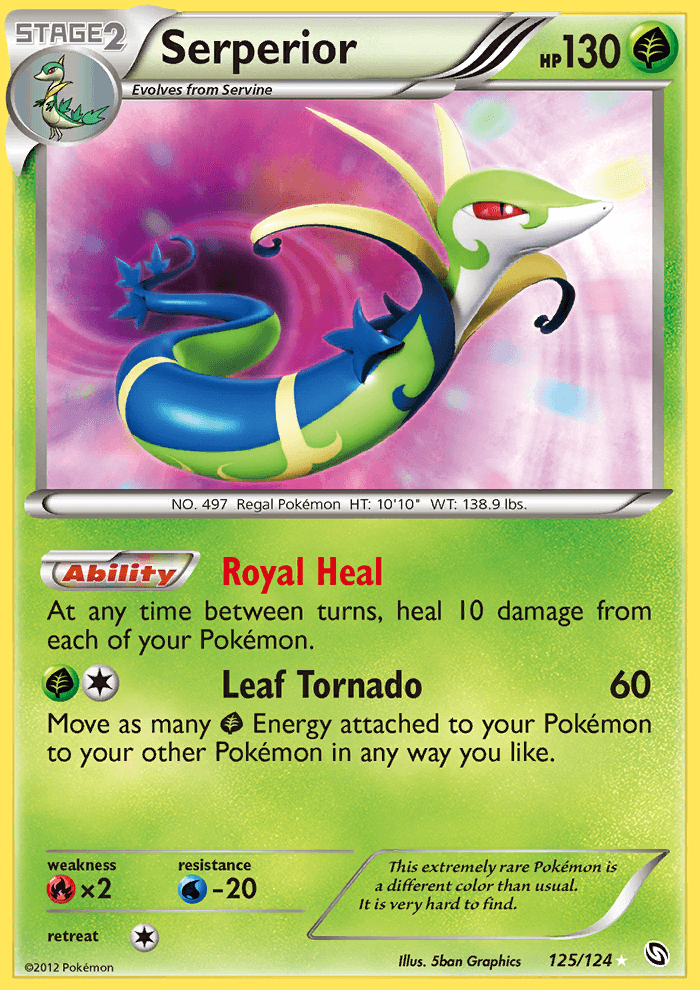 STAGE2
Serperior
HP130
Evolves from Servine
NO. 497 Regal Pokémon HT: 10'10" WT: 138.9 lbs.
Ability Royal Heal
At any time between turns, heal 10 damage from
each of your Pokémon.
Leaf Tornado 60
Move as many Energy attached to your Pokémon
to your other Pokémon in any way you like.
weakness resistance
×2 -20
retreat
This extremely rare Pokémon is
a different color than usual.
It is very hard to find.
©2012 Pokémon
Illus. 5ban Graphics 125/124